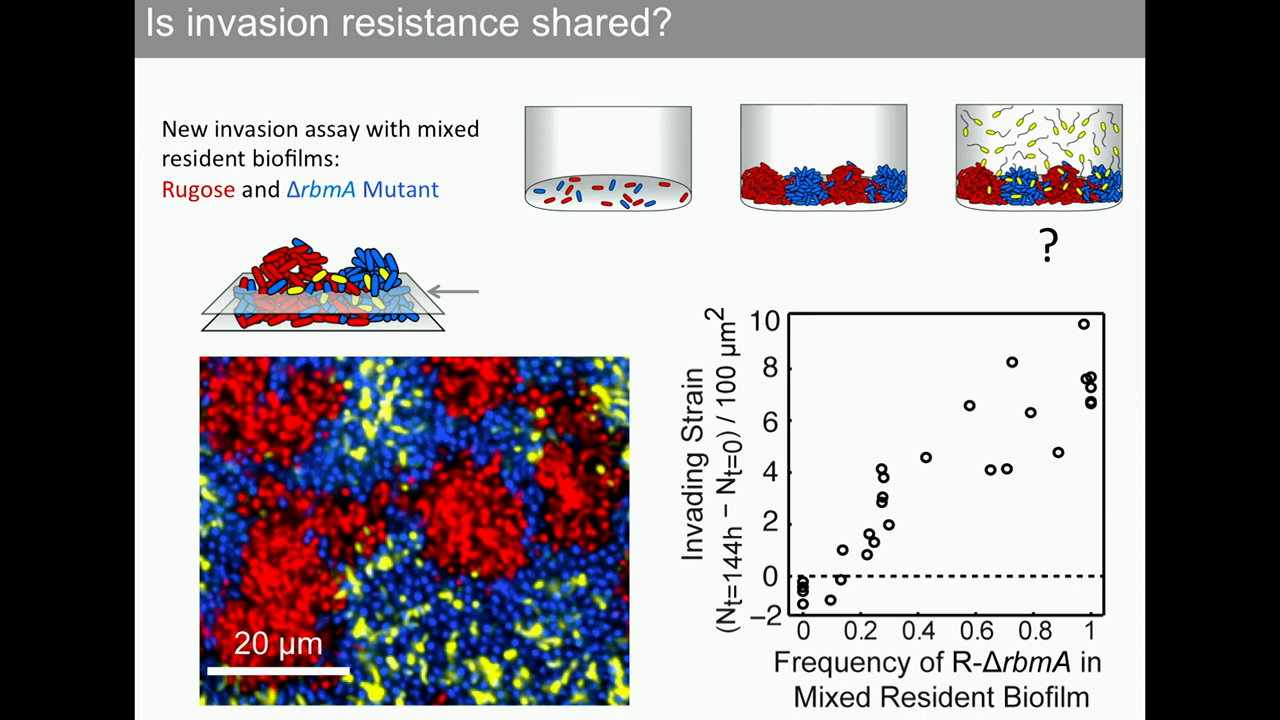 Is invasion resistance shared?
New invasion assay with mixed
resident biofilms:
Rugose and ΔrbmA Mutant
?
20 µm
Invading Strain
(Nt=144h − Nt=0) / 100 µm²
10
8
6
4
2
0
−2
0 0.2 0.4 0.6 0.8 1
Frequency of R-ΔrbmA in
Mixed Resident Biofilm